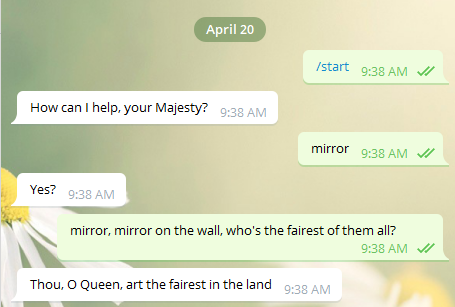 April 20
/start 9:38 AM
How can I help, your Majesty? 9:38 AM
mirror 9:38 AM
Yes? 9:38 AM
mirror, mirror on the wall, who's the fairest of them all?
9:38 AM
Thou, O Queen, art the fairest in the land 9:38 AM